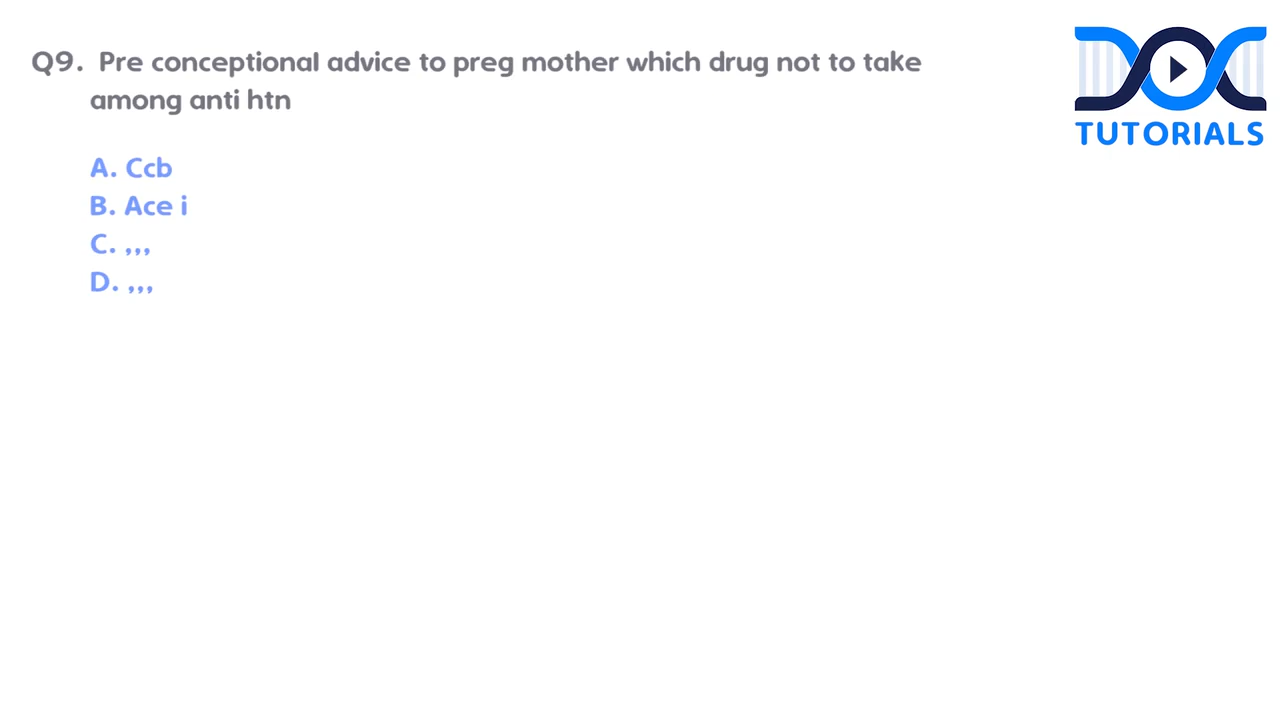 Q9. Pre conceptional advice to preg mother which drug not to take
among anti htn
A. Ccb
B. Ace i
C. ,,,
D. ,,,
TUTORIALS